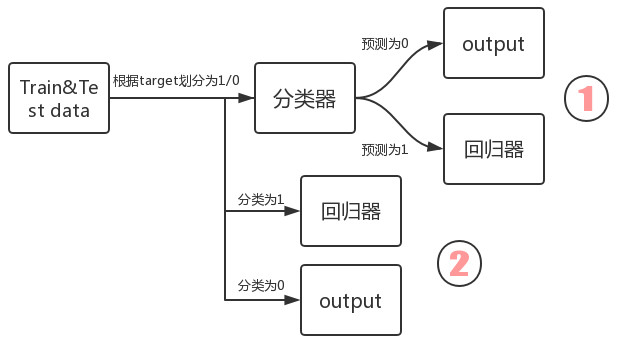 Train&Te
st data
根据target划分为1/0
分类器
预测为0
output
预测为1
回归器
1
分类为1
回归器
分类为0
output
2